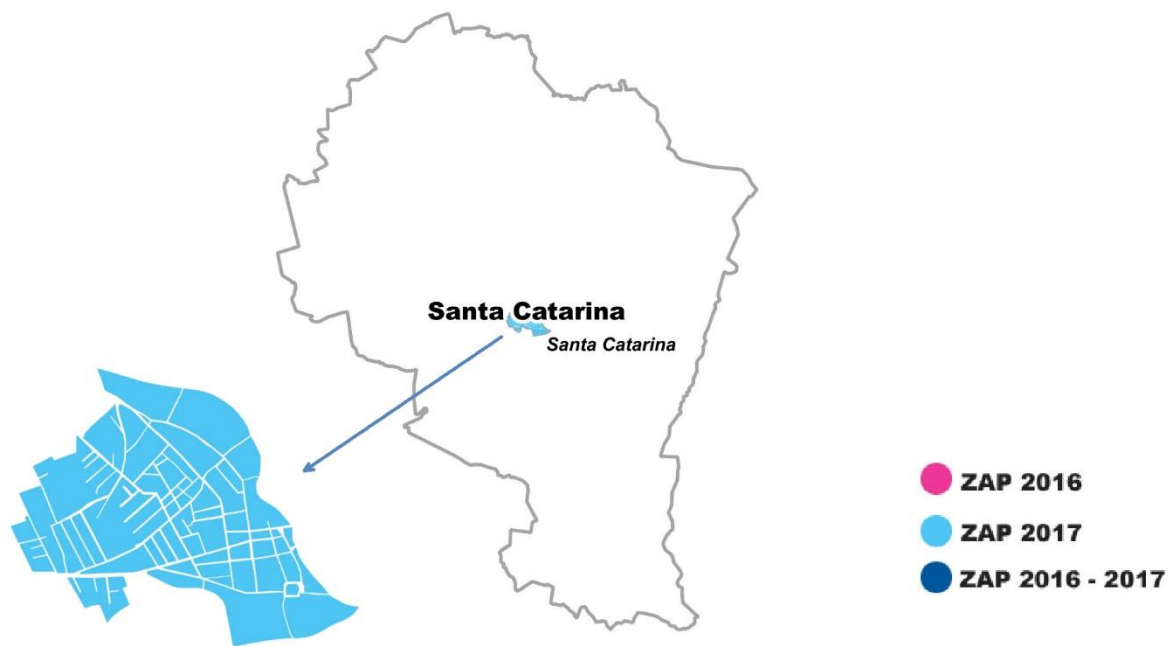 Santa Catarina
Santa Catarina
ZAP 2016
ZAP 2017
ZAP 2016 - 2017